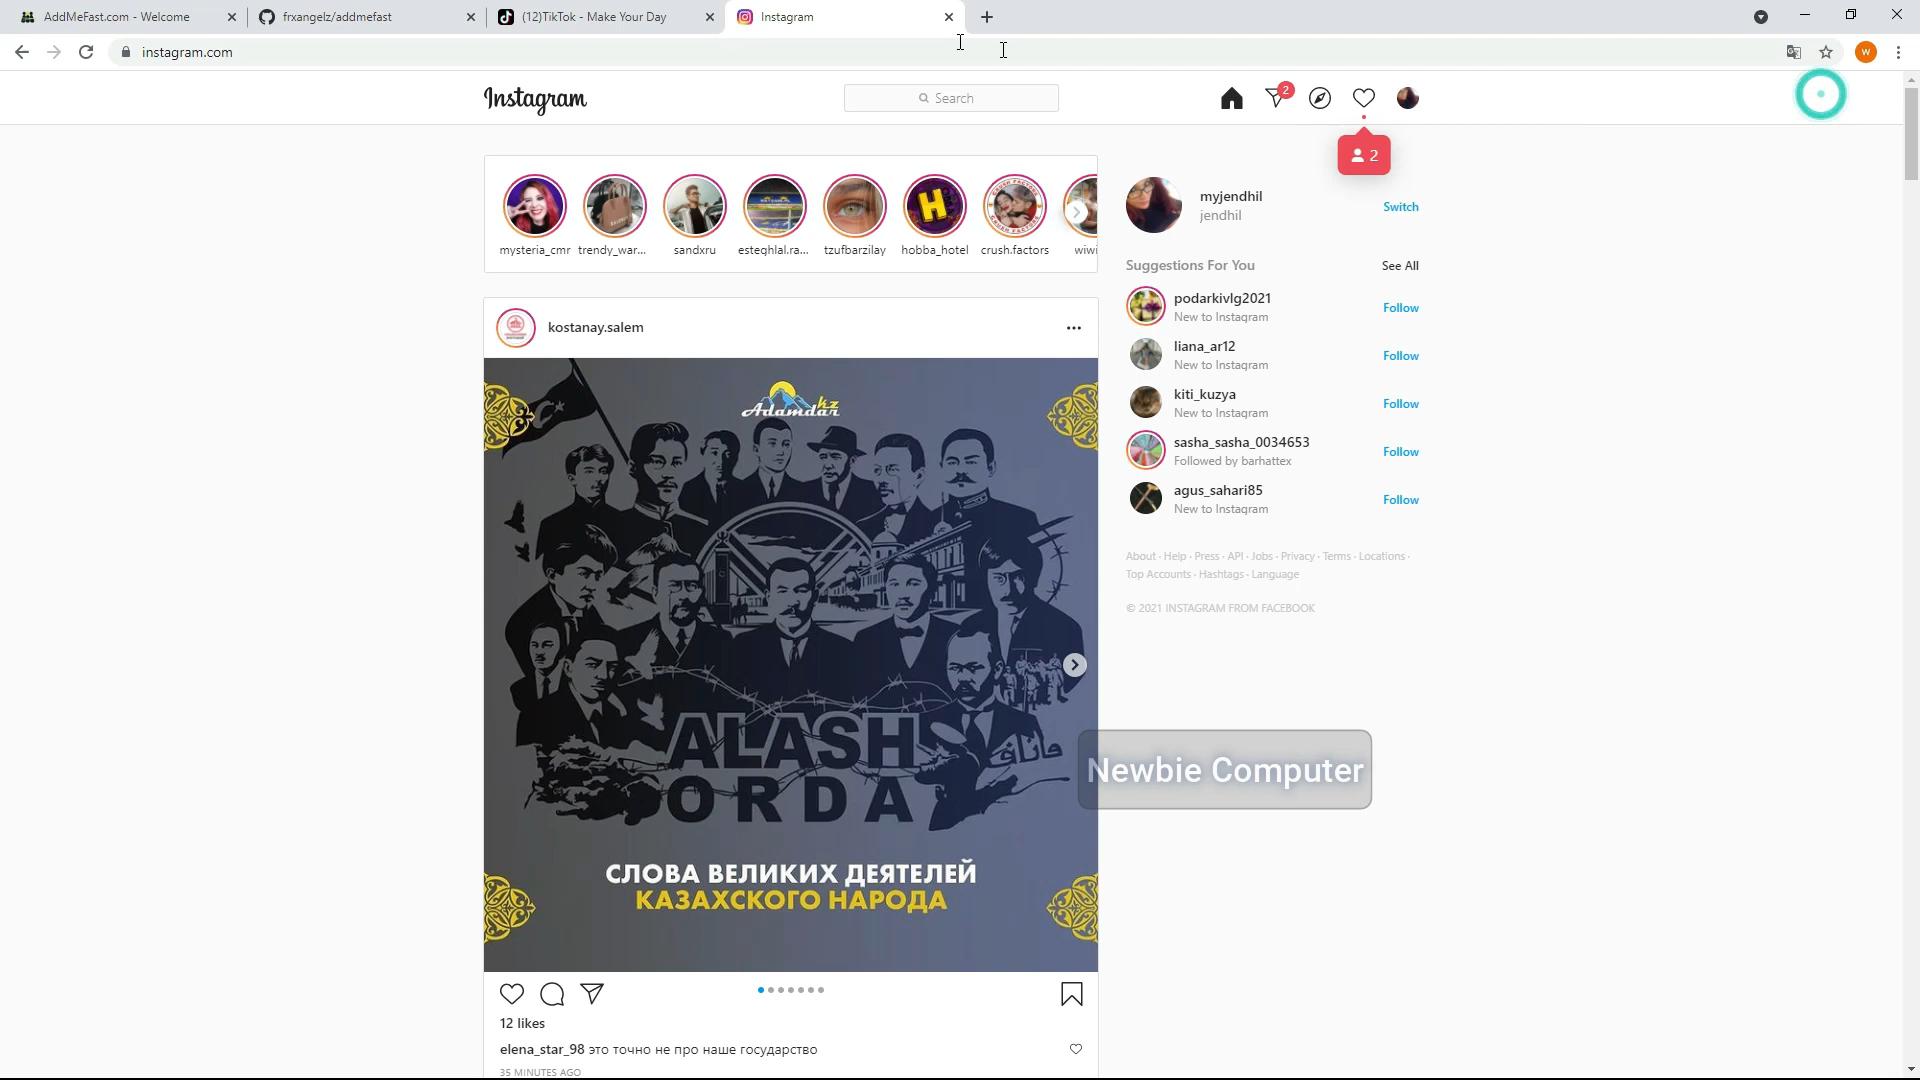 AddMeFast.com - Welcome
frxangelz/addmefast
(12)TikTok - Make Your Day
Instagram
instagram.com
W
Instagram
Search
2
2
mysteria_cmr
trendy_war...
sandxru
esteghlal.ra...
tzufbarzilay
hobba_hotel
crush.factors
wiwi
H
CRUSH FACTORS
myjendhil
jendhil
Switch
Suggestions For You
See All
podarkivlg2021
New to Instagram
Follow
liana_ar12
New to Instagram
Follow
kiti_kuzya
New to Instagram
Follow
sasha_sasha_0034653
Followed by barhattex
Follow
agus_sahari85
New to Instagram
Follow
About · Help · Press · API · Jobs · Privacy · Terms · Locations ·
Top Accounts · Hashtags · Language
© 2021 INSTAGRAM FROM FACEBOOK
kostanay.salem
Adamdar kz
ALASH
ORDA
СЛОВА ВЕЛИКИХ ДЕЯТЕЛЕЙ
КАЗАХСКОГО НАРОДА
Newbie Computer
12 likes
elena_star_98 это точно не про наше государство
35 MINUTES AGO